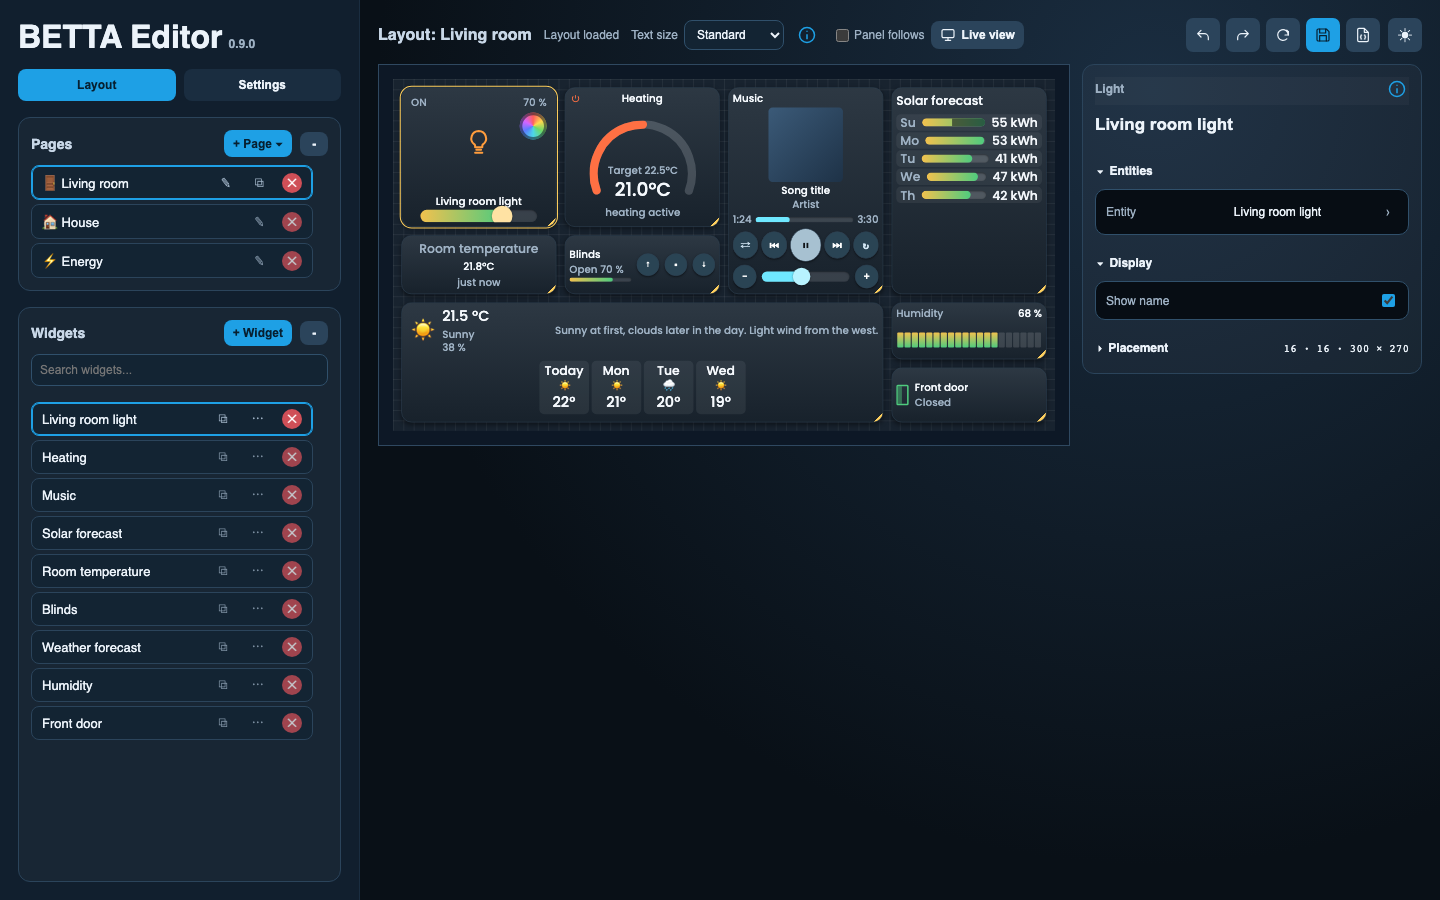 BETTA Editor 0.9.0
Layout
Settings
Pages
+ Page
-
Living room
House
Energy
Widgets
+ Widget
-
Search widgets...
Living room light
Heating
Music
Solar forecast
Room temperature
Blinds
Weather forecast
Humidity
Front door
Layout: Living room
Layout loaded
Text size
Standard
Panel follows
Live view
ON
70 %
Living room light
Heating
Target 22.5°C
21.0°C
heating active
Music
Song title
Artist
1:24
3:30
-
+
Solar forecast
Su 55 kWh
Mo 53 kWh
Tu 41 kWh
We 47 kWh
Th 42 kWh
Room temperature
21.8°C
just now
Blinds
Open 70 %
21.5 °C
Sunny
38 %
Sunny at first, clouds later in the day. Light wind from the west.
Today
22°
Mon
21°
Tue
20°
Wed
19°
Humidity
68 %
Front door
Closed
Light
Living room light
Entities
Entity
Living room light
Display
Show name
Placement
16 · 16 · 300 × 270